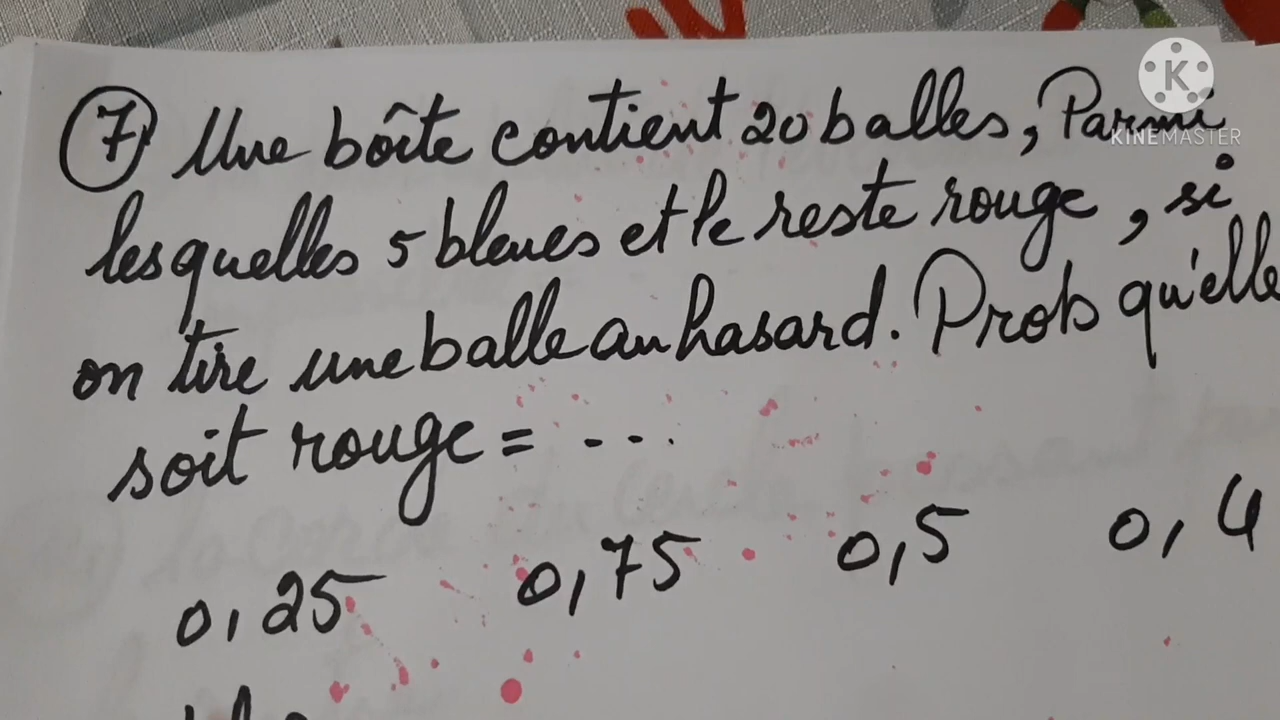 7 Une boîte contient 20 balles, Parmi
lesquelles 5 bleues et le reste rouge, si
on tire une balle au hasard. Prob qu'elle
soit rouge = ...
0,25 0,75 0,5 0,4
K
KINEMASTER